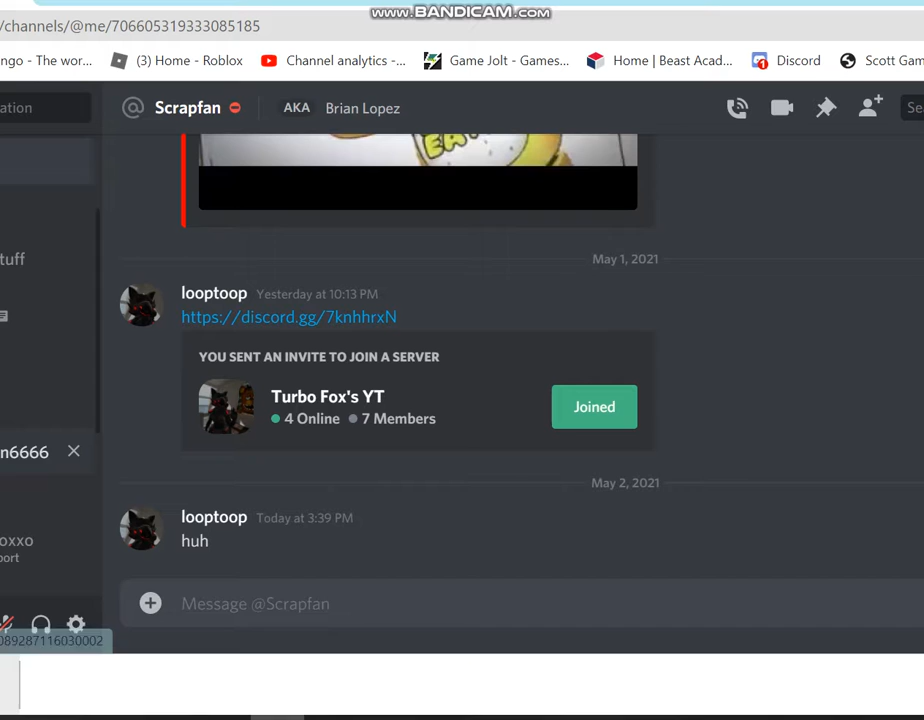 www.BANDICAM.com
/channels/@me/706605319333085185
ngo - The wor... (3) Home - Roblox Channel analytics -... Game Jolt - Games... Home | Beast Acad... Discord Scott Gam
ation
@ Scrapfan AKA Brian Lopez Sea
EAT
May 1, 2021
tuff
looptoop Yesterday at 10:13 PM
https://discord.gg/7knhhrxN
YOU SENT AN INVITE TO JOIN A SERVER
Turbo Fox's YT
4 Online 7 Members
Joined
n6666
May 2, 2021
looptoop Today at 3:39 PM
huh
oxxo
port
Message @Scrapfan
089287116030002